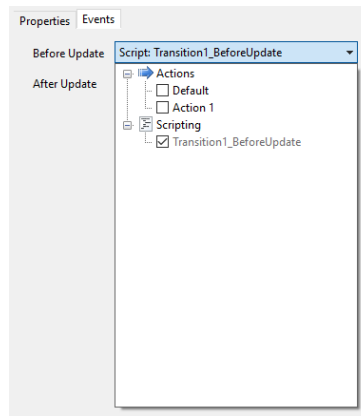 Properties Events
Before Update Script: Transition1_BeforeUpdate
After Update
Actions
Default
Action 1
Scripting
Transition1_BeforeUpdate